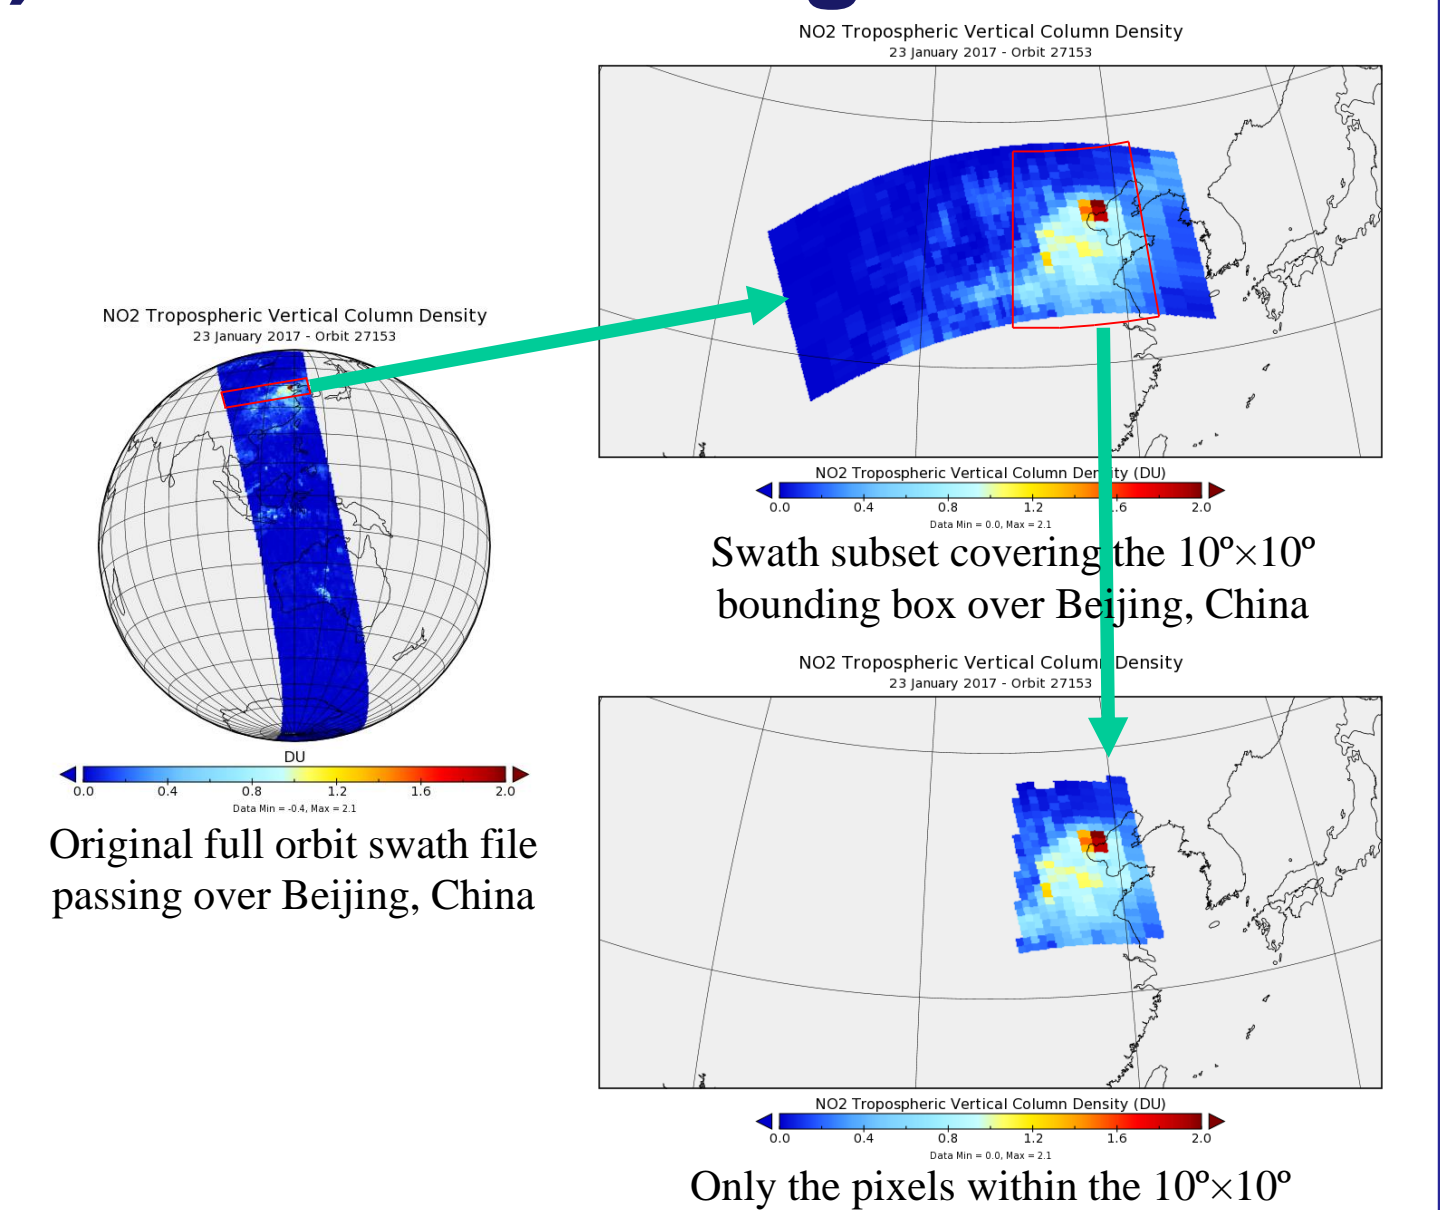 NO2 Tropospheric Vertical Column Density
23 January 2017 - Orbit 27153
DU
0.0 0.4 0.8 1.2 1.6 2.0
Data Min = -0.4, Max = 2.1
Original full orbit swath file
passing over Beijing, China
NO2 Tropospheric Vertical Column Density
23 January 2017 - Orbit 27153
NO2 Tropospheric Vertical Column Density (DU)
0.0 0.4 0.8 1.2 1.6 2.0
Data Min = 0.0, Max = 2.1
Swath subset covering the 10º×10º
bounding box over Beijing, China
NO2 Tropospheric Vertical Column Density
23 January 2017 - Orbit 27153
NO2 Tropospheric Vertical Column Density (DU)
0.0 0.4 0.8 1.2 1.6 2.0
Data Min = 0.0, Max = 2.1
Only the pixels within the 10º×10º